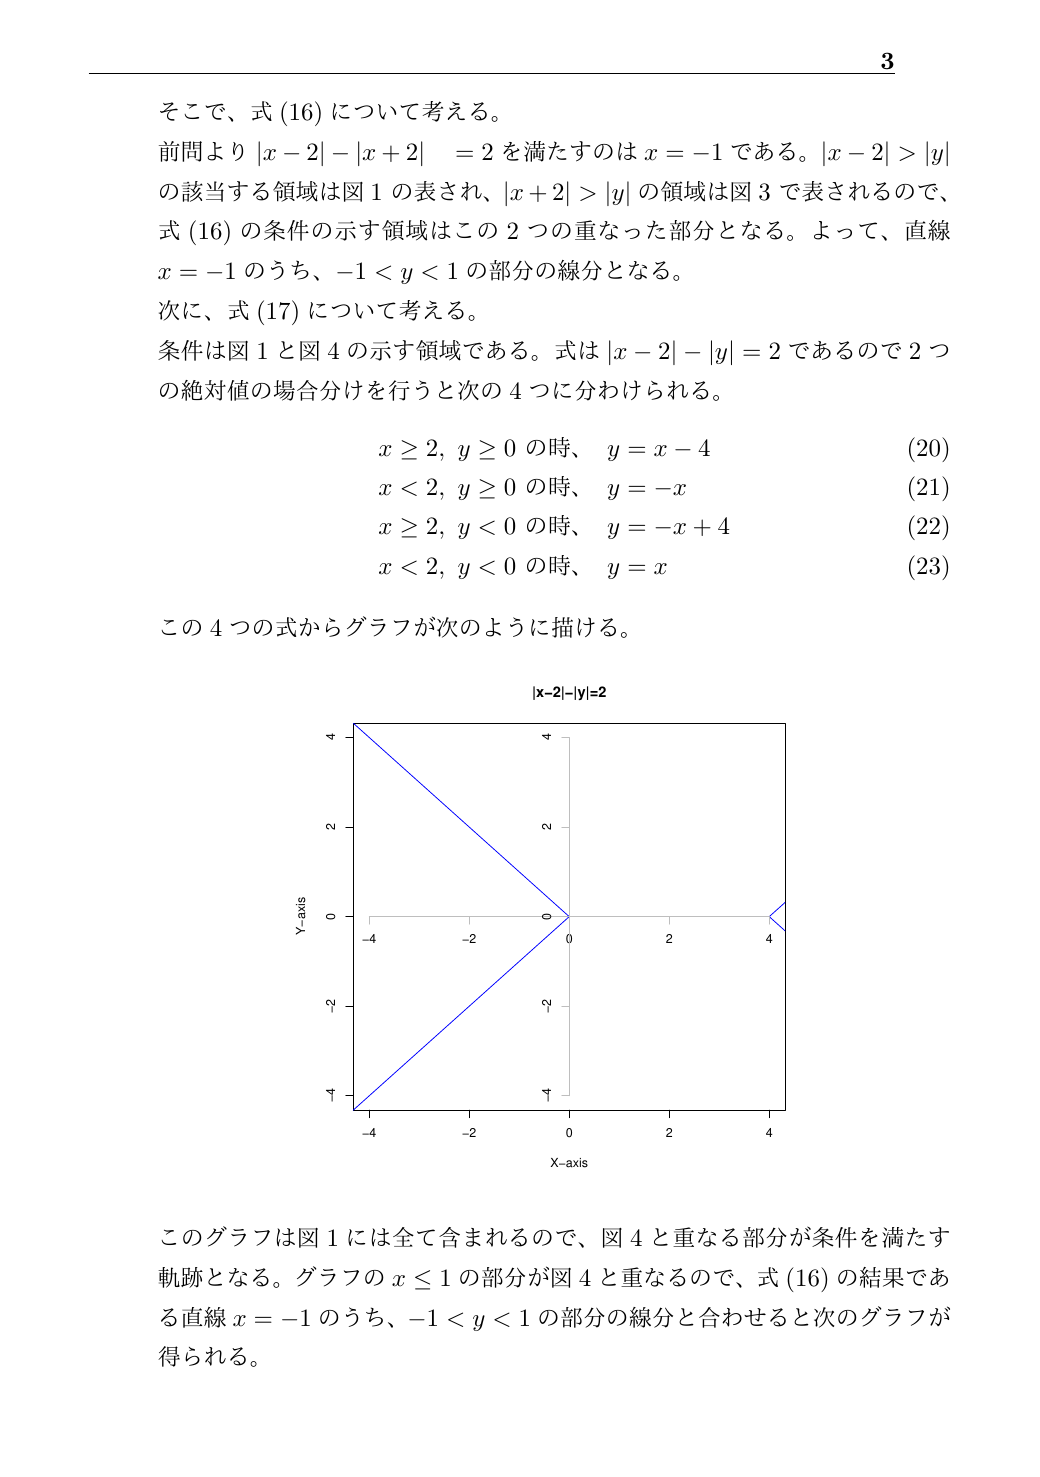 3
そこで、式 (16) について考える。
前問より |x − 2| − |x + 2| = 2 を満たすのは x = −1 である。|x − 2| > |y|
の該当する領域は図 1 の表され、|x + 2| > |y| の領域は図 3 で表されるので、
式 (16) の条件の示す領域はこの 2 つの重なった部分となる。よって、直線
x = −1 のうち、−1 < y < 1 の部分の線分となる。
次に、式 (17) について考える。
条件は図 1 と図 4 の示す領域である。式は |x − 2| − |y| = 2 であるので 2 つ
の絶対値の場合分けを行うと次の 4 つに分わけられる。
x ≥ 2, y ≥ 0 の時、 y = x − 4 (20)
x < 2, y ≥ 0 の時、 y = −x (21)
x ≥ 2, y < 0 の時、 y = −x + 4 (22)
x < 2, y < 0 の時、 y = x (23)
この 4 つの式からグラフが次のように描ける。
|x−2|−|y|=2
4 4
2 2
Y−axis
0 0
−4 −2 0 2 4
−2 −2
−4 −4
−4 −2 0 2 4
X−axis
このグラフは図 1 には全て含まれるので、図 4 と重なる部分が条件を満たす
軌跡となる。グラフの x ≤ 1 の部分が図 4 と重なるので、式 (16) の結果であ
る直線 x = −1 のうち、−1 < y < 1 の部分の線分と合わせると次のグラフが
得られる。